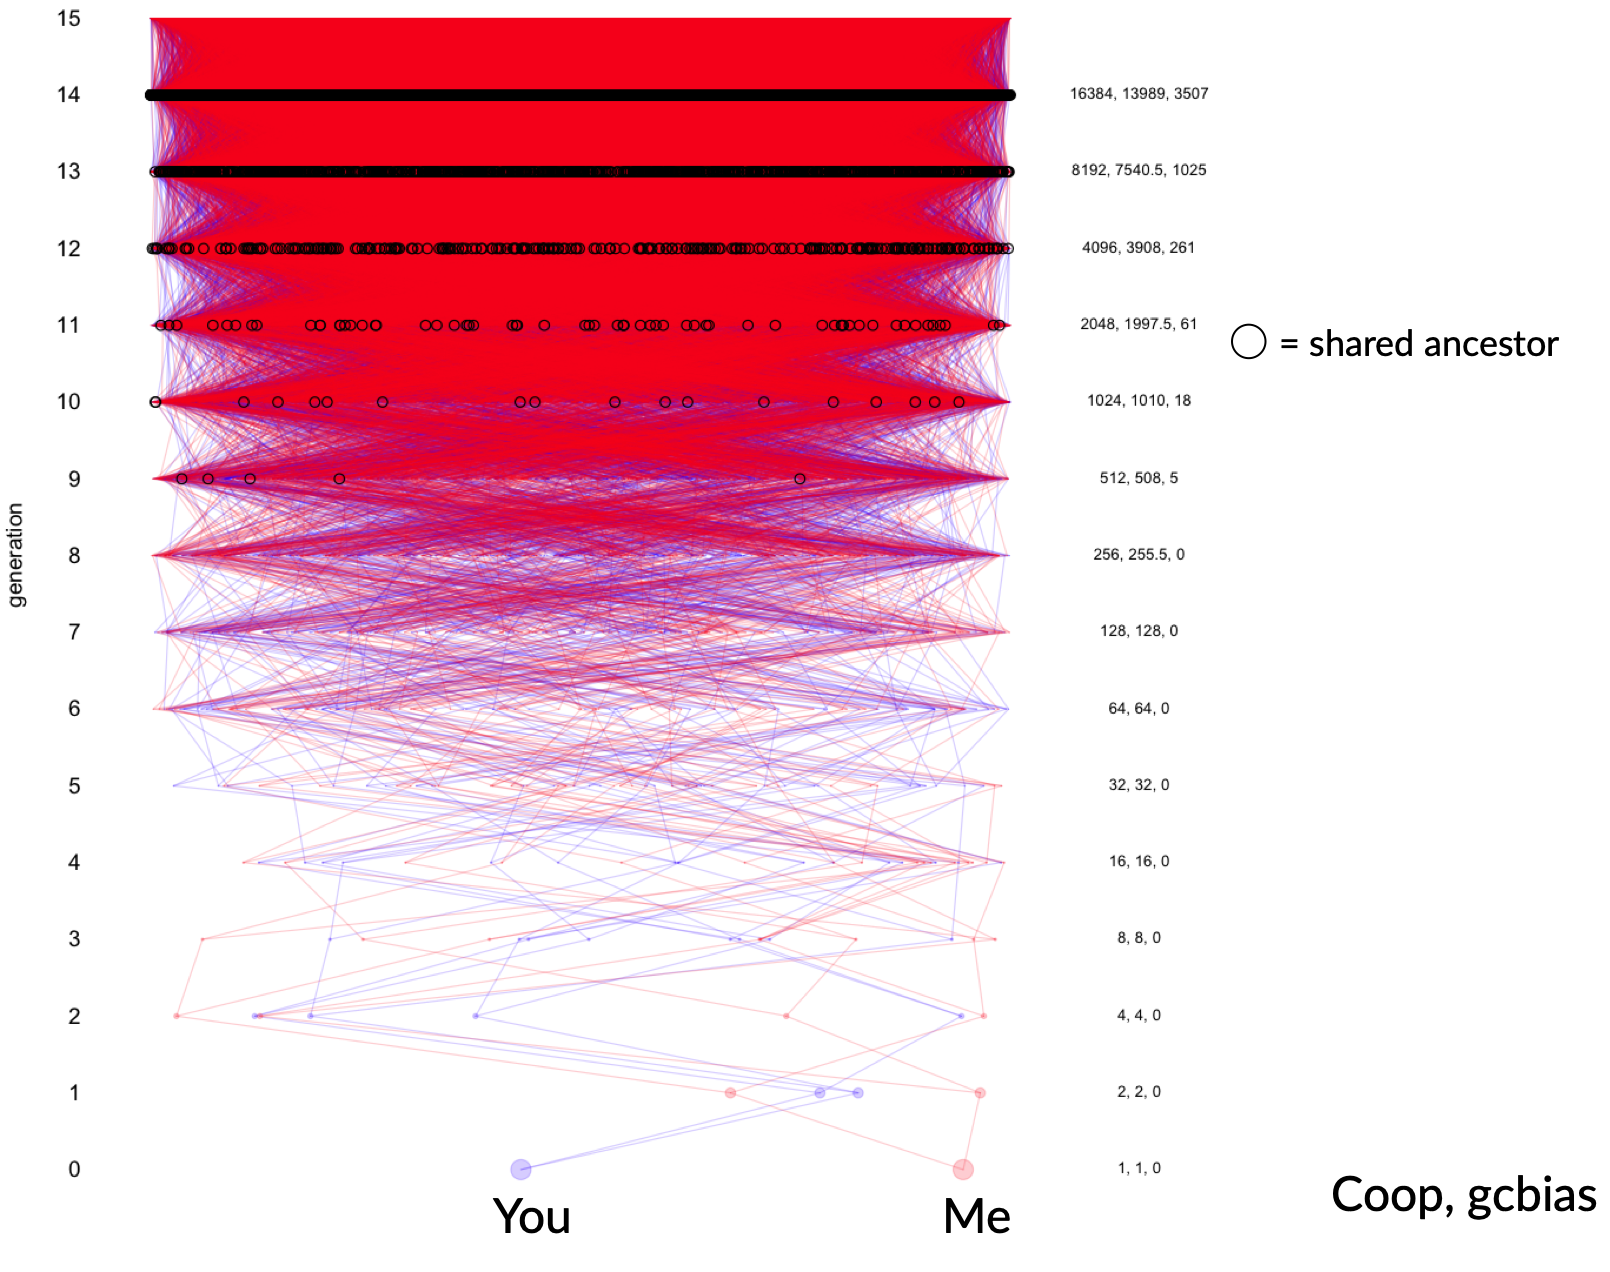 15
14 16384, 13989, 3507
13 8192, 7540.5, 1025
12 4096, 3908, 261
11 2048, 1997.5, 61
= shared ancestor
10 1024, 1010, 18
9 512, 508, 5
generation
8 256, 255.5, 0
7 128, 128, 0
6 64, 64, 0
5 32, 32, 0
4 16, 16, 0
3 8, 8, 0
2 4, 4, 0
1 2, 2, 0
0 1, 1, 0
You Me
Coop, gcbias